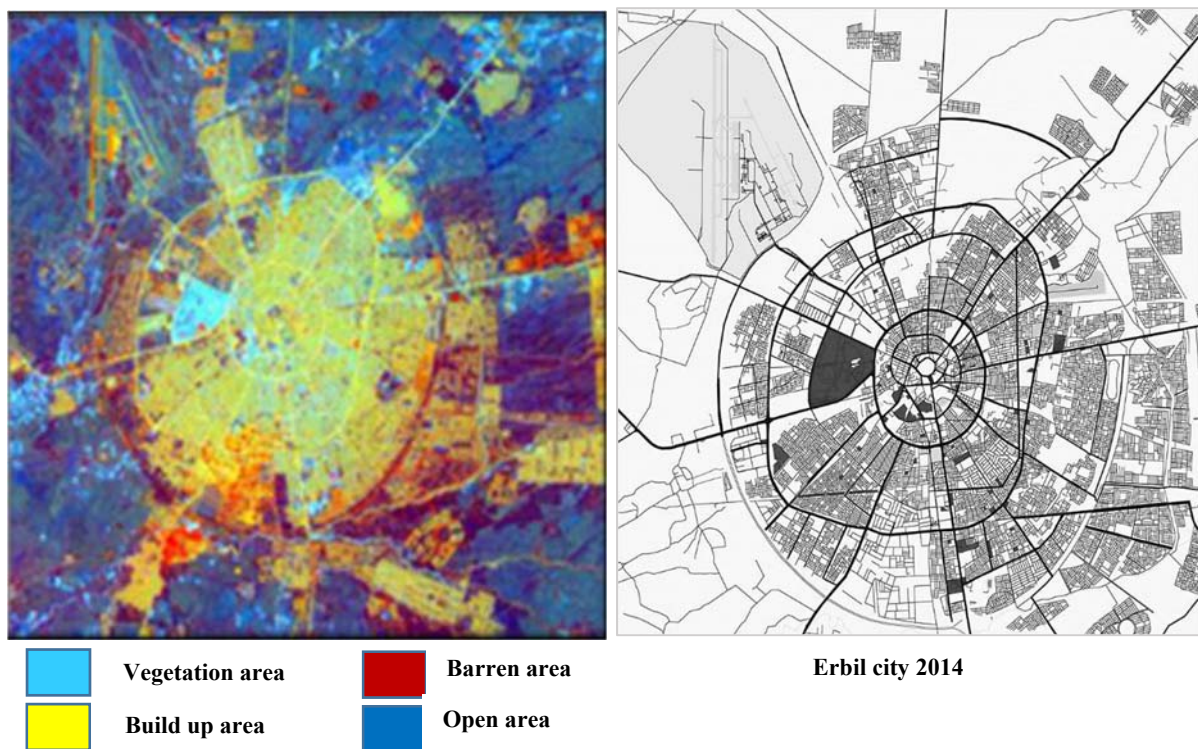 Vegetation area
Barren area
Erbil city 2014
Build up area
Open area